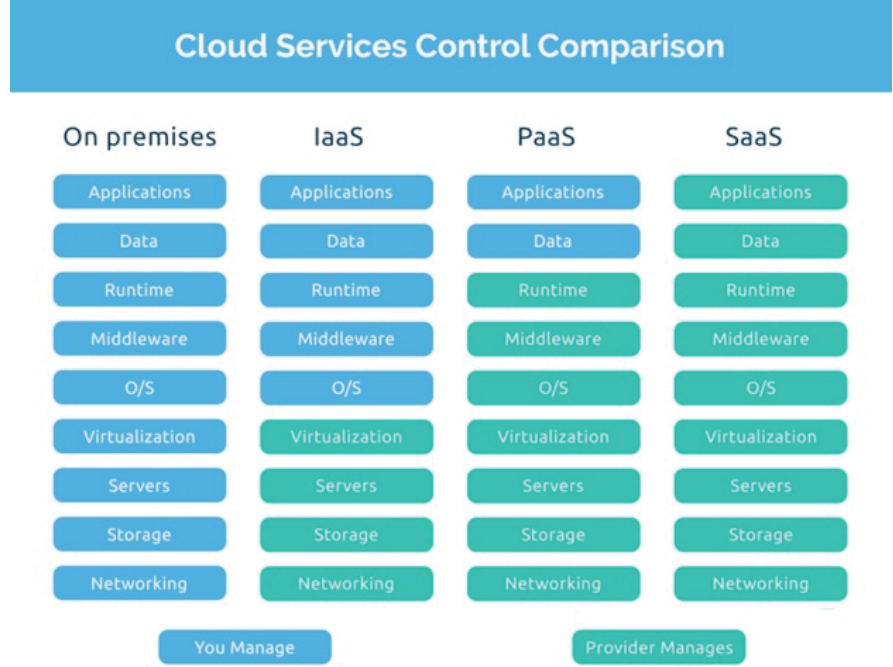 Cloud Services Control Comparison
On premises IaaS PaaS SaaS
Applications Applications Applications Applications
Data Data Data Data
Runtime Runtime Runtime Runtime
Middleware Middleware Middleware Middleware
O/S O/S O/S O/S
Virtualization Virtualization Virtualization Virtualization
Servers Servers Servers Servers
Storage Storage Storage Storage
Networking Networking Networking Networking
You Manage Provider Manages